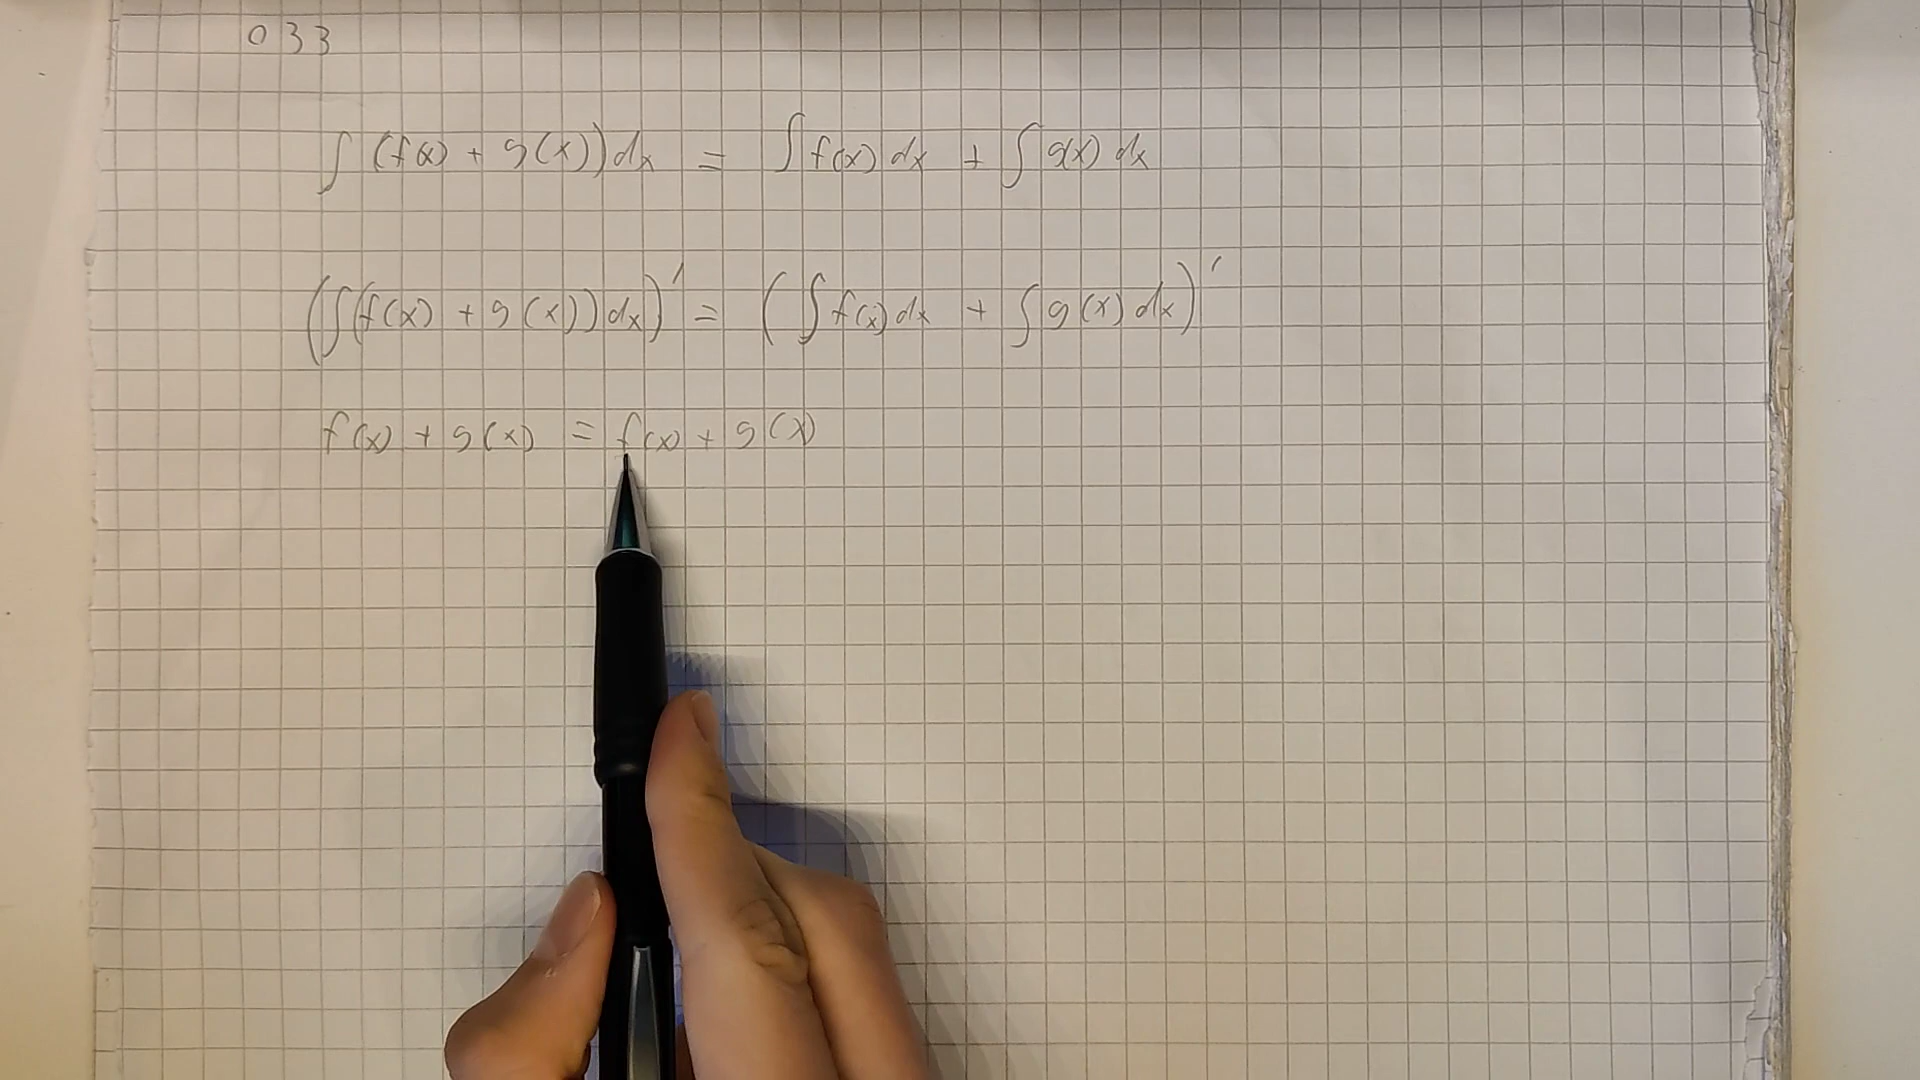 033
∫ (f(x) + g(x)) dx = ∫ f(x) dx + ∫ g(x) dx
(∫(f(x) + g(x)) dx)' = (∫ f(x) dx + ∫ g(x) dx)'
f(x) + g(x) = f(x) + g(x)